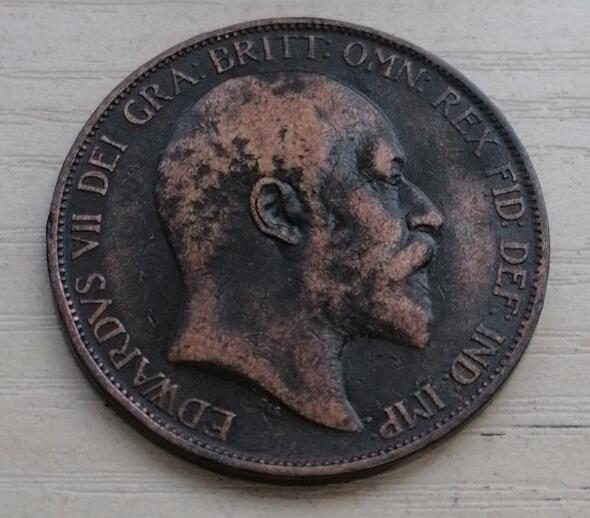 EDWARDVS VII DEI GRA: BRITT: OMN: REX FID: DEF: IND: IMP: